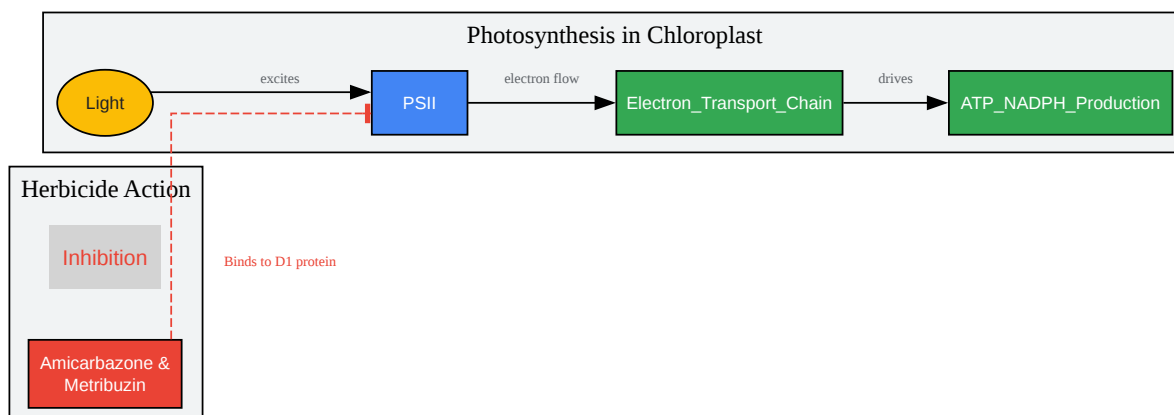 Photosynthesis in Chloroplast
Light
excites
PSII
electron flow
Electron_Transport_Chain
drives
ATP_NADPH_Production
Herbicide Action
Inhibition
Binds to D1 protein
Amicarbazone &
Metribuzin